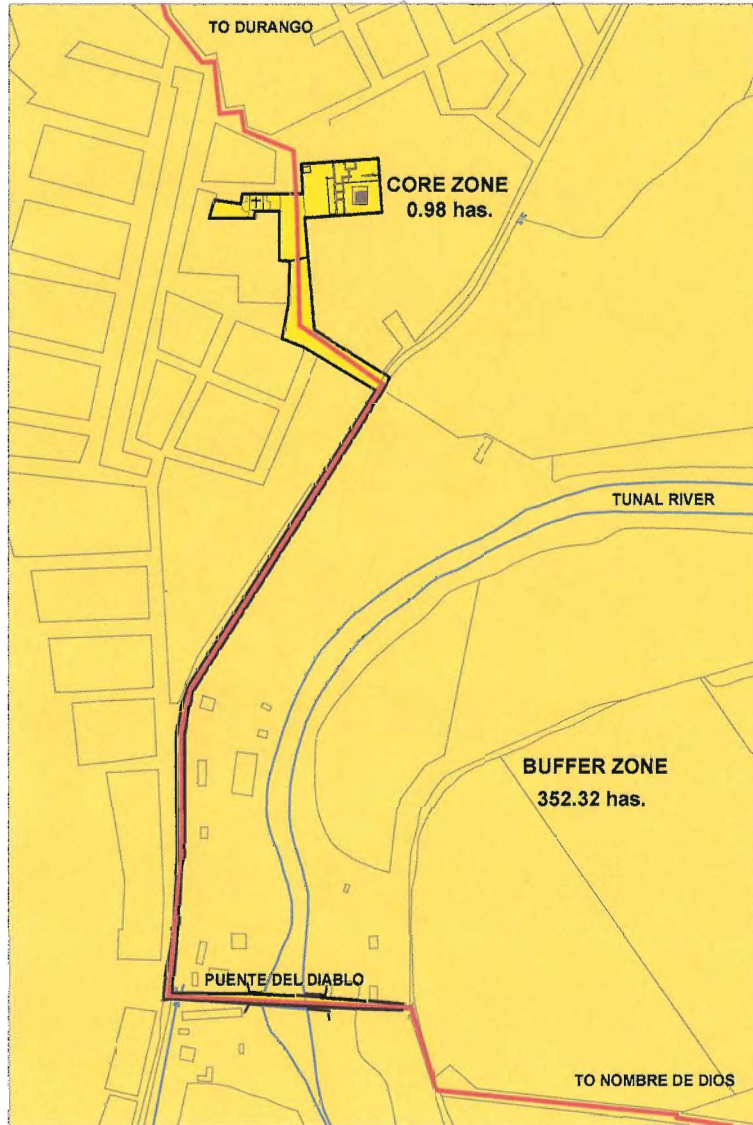 TO DURANGO
CORE ZONE
0.98 has.
TUNAL RIVER
BUFFER ZONE
352.32 has.
PUENTE DEL DIABLO
TO NOMBRE DE DIOS